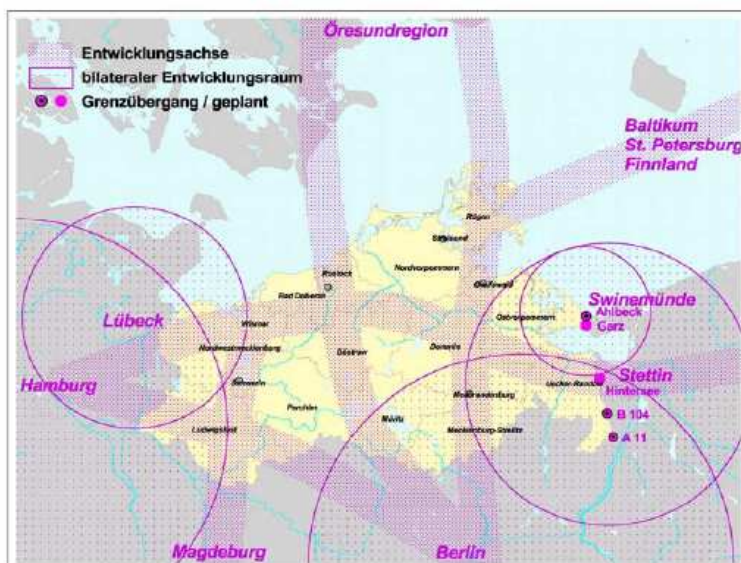 Öresundregion
Entwicklungsachse
bilateraler Entwicklungsraum
Grenzübergang / geplant
Baltikum
St. Petersburg
Finnland
Rügen
Stralsund
Nordvorpommern
Rostock
Greifswald
Bad Doberan
Swinemünde
Ahlbeck
Garz
Ostvorpommern
Lübeck
Wismar
Nordwestmecklenburg
Güstrow
Demmin
Stettin
Hamburg
Schwerin
Uecker-Randow
Hintersee
Neubrandenburg
Parchim
Müritz
B 104
Ludwigslust
Mecklenburg-Strelitz
A 11
Magdeburg
Berlin